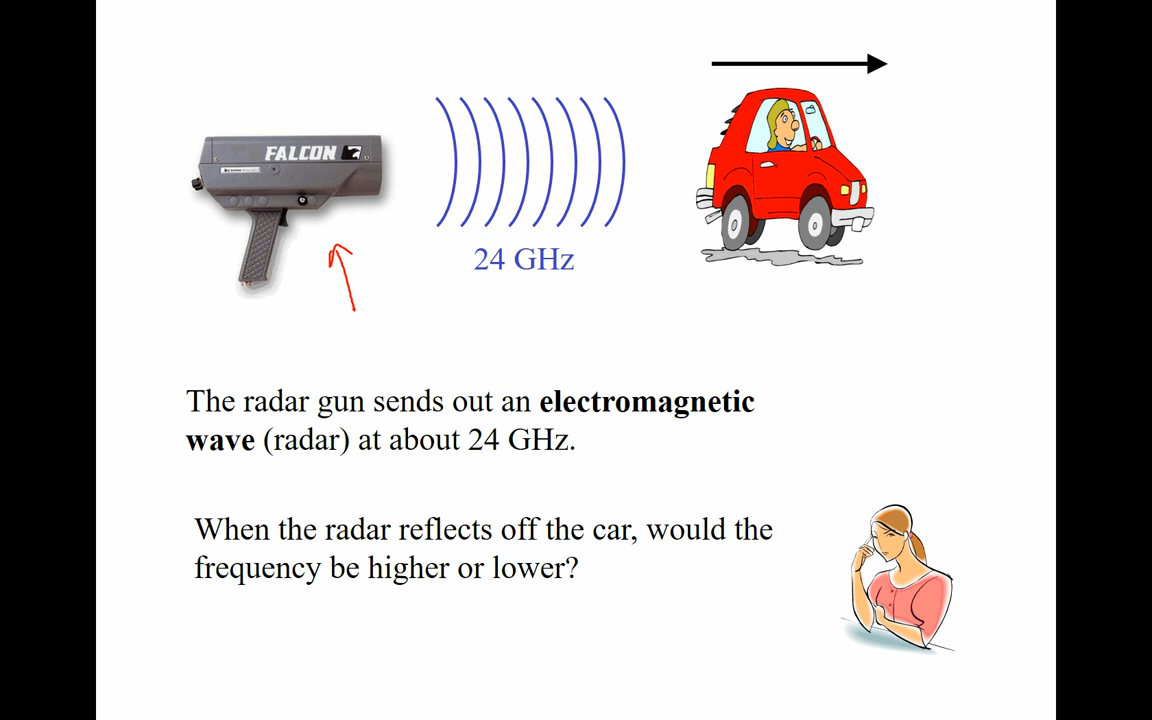 FALCON
24 GHz
The radar gun sends out an electromagnetic
wave (radar) at about 24 GHz.
When the radar reflects off the car, would the
frequency be higher or lower?